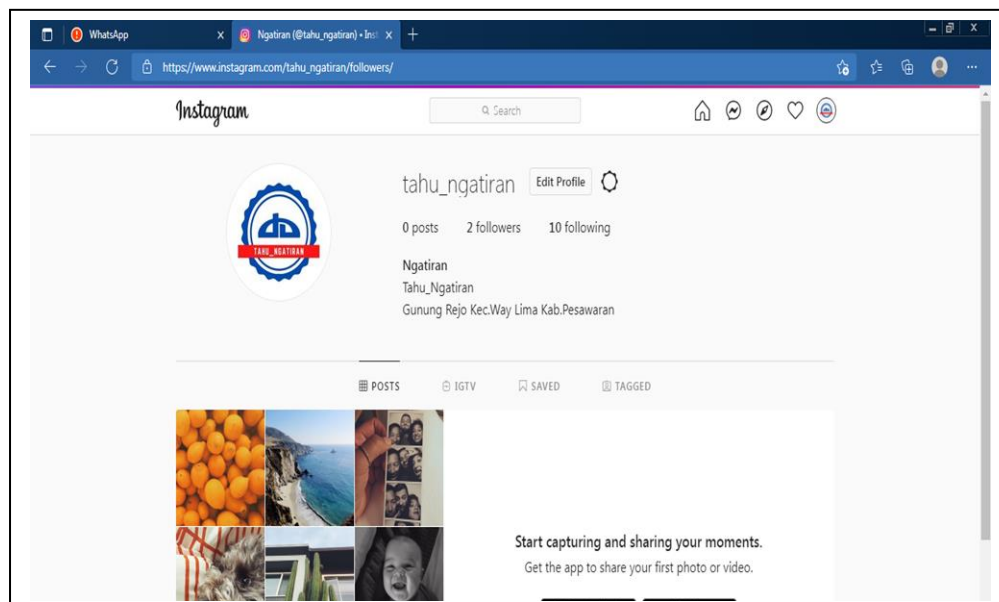 WhatsApp
Ngatiran (@tahu_ngatiran) • Ins
https://www.instagram.com/tahu_ngatiran/followers/
Instagram
Search
tahu_ngatiran Edit Profile
0 posts 2 followers 10 following
Ngatiran
Tahu_Ngatiran
Gunung Rejo Kec.Way Lima Kab.Pesawaran
TAHU_NGATIRAN
POSTS IGTV SAVED TAGGED
Start capturing and sharing your moments.
Get the app to share your first photo or video.